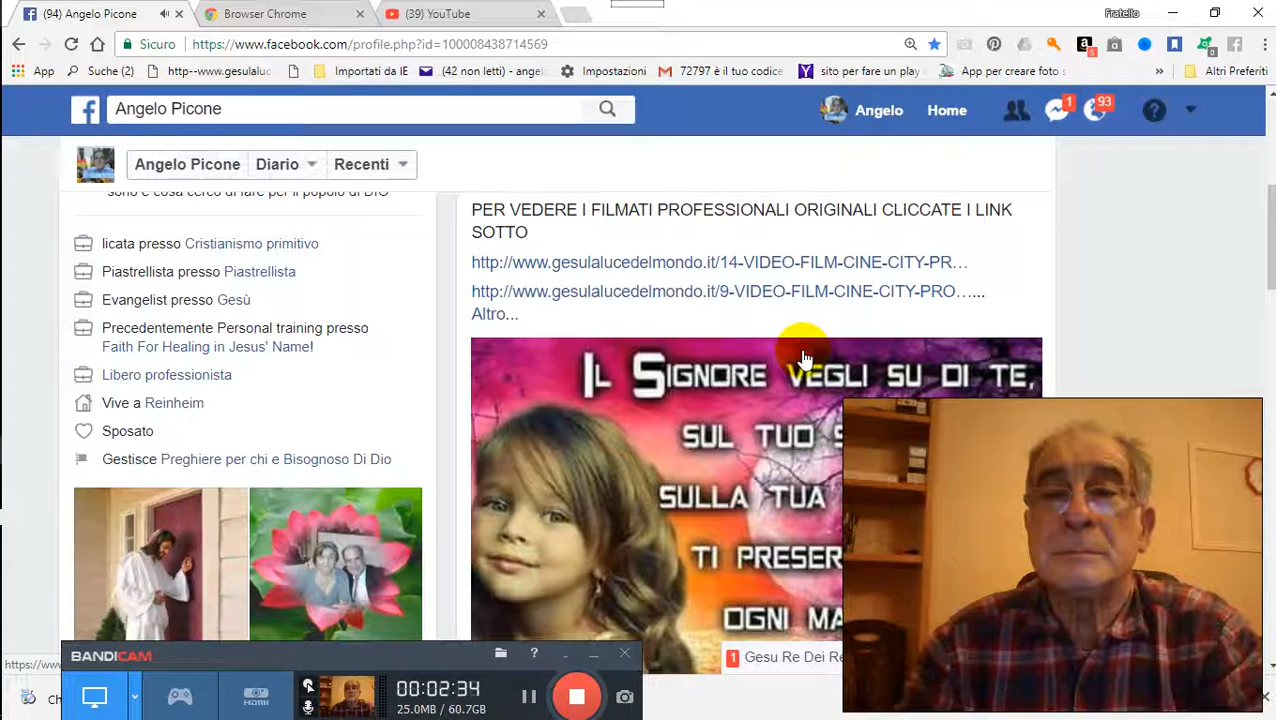 (94) Angelo Picone
Browser Chrome
(39) YouTube
Fratello
Sicuro
https://www.facebook.com/profila.php?id=100008438714569
App
Suche (2)
http--www-gesulaluc
Importati da IE
(42 non letti) - angel
Impostazioni
72797 è il tuo codice
sito per fare un play
App per creare foto s
Altri Preferiti
Angelo Picone
Angelo
Home
1
93
Angelo Picone
Diario
Recenti
sono e cosa cerco di fare per il popolo di DIO
licata presso Cristianismo primitivo
Piastrellista presso Piastrellista
Evangelist presso Gesù
Precedentemente Personal training presso
Faith For Healing in Jesus' Name!
Libero professionista
Vive a Reinheim
Sposato
Gestisce Preghiere per chi e Bisognoso Di Dio
PER VEDERE I FILMATI PROFESSIONALI ORIGINALI CLICCATE I LINK
SOTTO
http://www.gesulalucedelmondo.it/14-VIDEO-FILM-CINE-CITY-PR…
http://www.gesulalucedelmondo.it/9-VIDEO-FILM-CINE-CITY-PRO…...
Altro...
IL SIGNORE VEGLI SU DI TE,
SUL TUO S
SULLA TUA
TI PRESER
OGNI MA
1 Gesu Re Dei Re
https://ww
BANDICAM
HDMI
00:02:34
25.0MB / 60.7GB